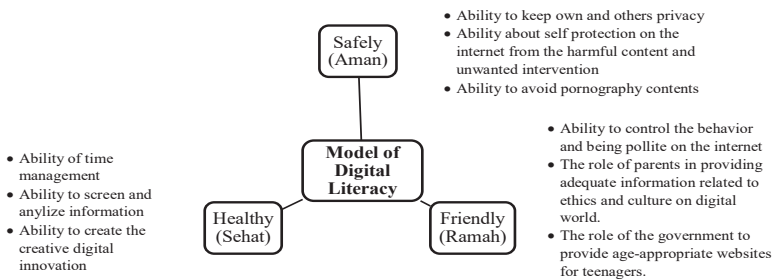 Safely
(Aman)
• Ability to keep own and others privacy
• Ability about self protection on the
internet from the harmful content and
unwanted intervention
• Ability to avoid pornography contents
Model of
Digital
Literacy
Healthy
(Sehat)
• Ability of time
management
• Ability to screen and
anylize information
• Ability to create the
creative digital
innovation
Friendly
(Ramah)
• Ability to control the behavior
and being pollite on the internet
• The role of parents in providing
adequate information related to
ethics and culture on digital
world.
• The role of the government to
provide age-appropriate websites
for teenagers.